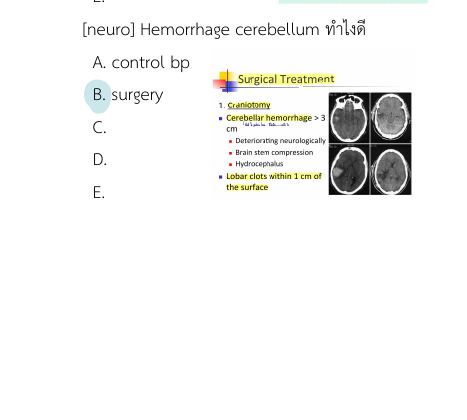 [neuro] Hemorrhage cerebellum ทำไงดี
A. control bp
B. surgery
C.
D.
E.
Surgical Treatment
1. Craniotomy
Cerebellar hemorrhage > 3
cm
Deteriorating neurologically
Brain stem compression
Hydrocephalus
Lobar clots within 1 cm of
the surface